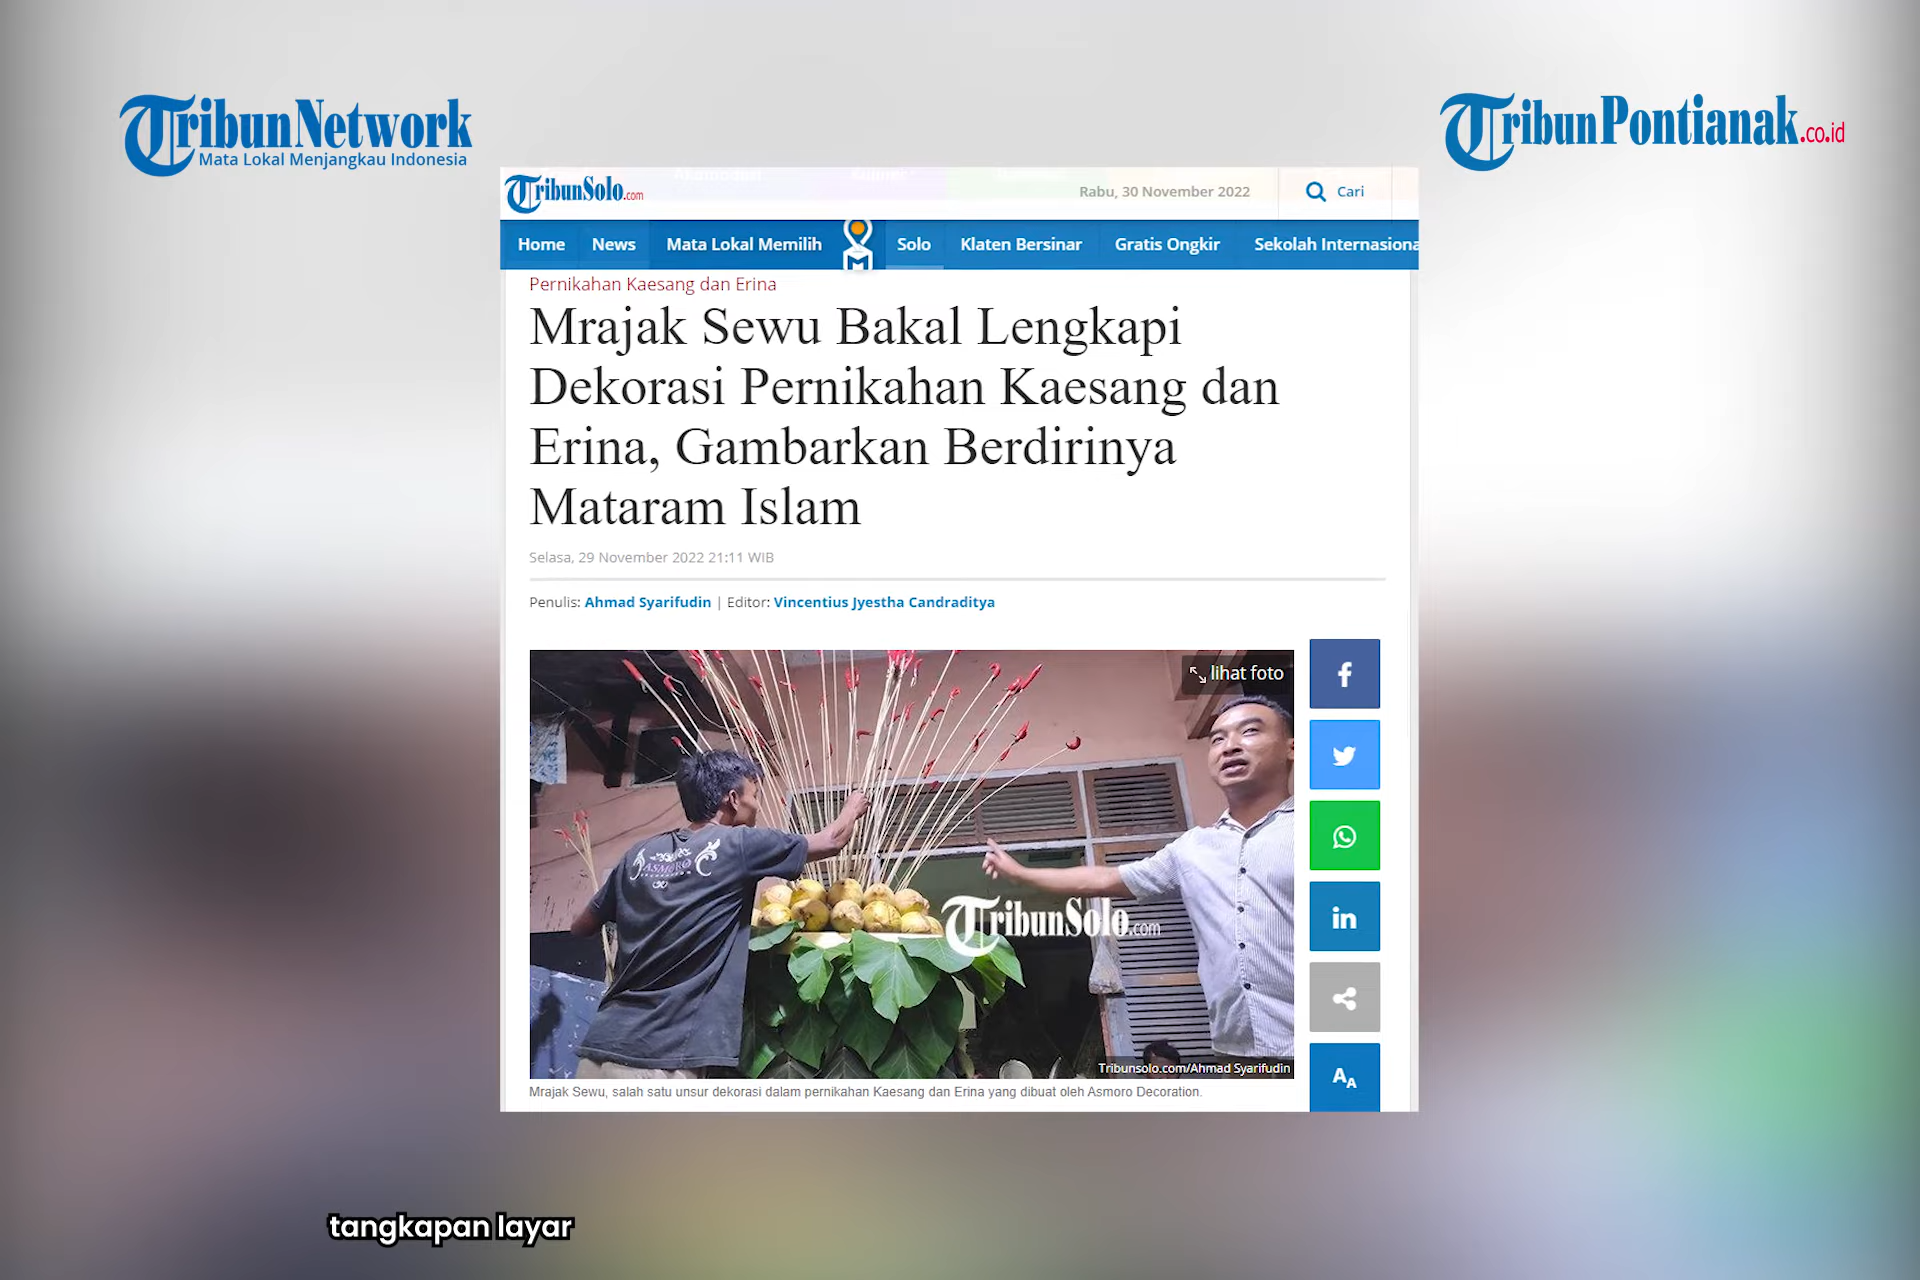 TribunNetwork
Mata Lokal Menjangkau Indonesia
TribunPontianak.co.id
TribunSolo.com
Rabu, 30 November 2022
Cari
Home
News
Mata Lokal Memilih
M
Solo
Klaten Bersinar
Gratis Ongkir
Sekolah Internasiona
Pernikahan Kaesang dan Erina
Mrajak Sewu Bakal Lengkapi
Dekorasi Pernikahan Kaesang dan
Erina, Gambarkan Berdirinya
Mataram Islam
Selasa, 29 November 2022 21:11 WIB
Penulis: Ahmad Syarifudin | Editor: Vincentius Jyestha Candraditya
lihat foto
ASMORO
TribunSolo.com
Tribunsolo.com/Ahmad Syarifudin
Mrajak Sewu, salah satu unsur dekorasi dalam pernikahan Kaesang dan Erina yang dibuat oleh Asmoro Decoration.
f
in
AA
tangkapan layar